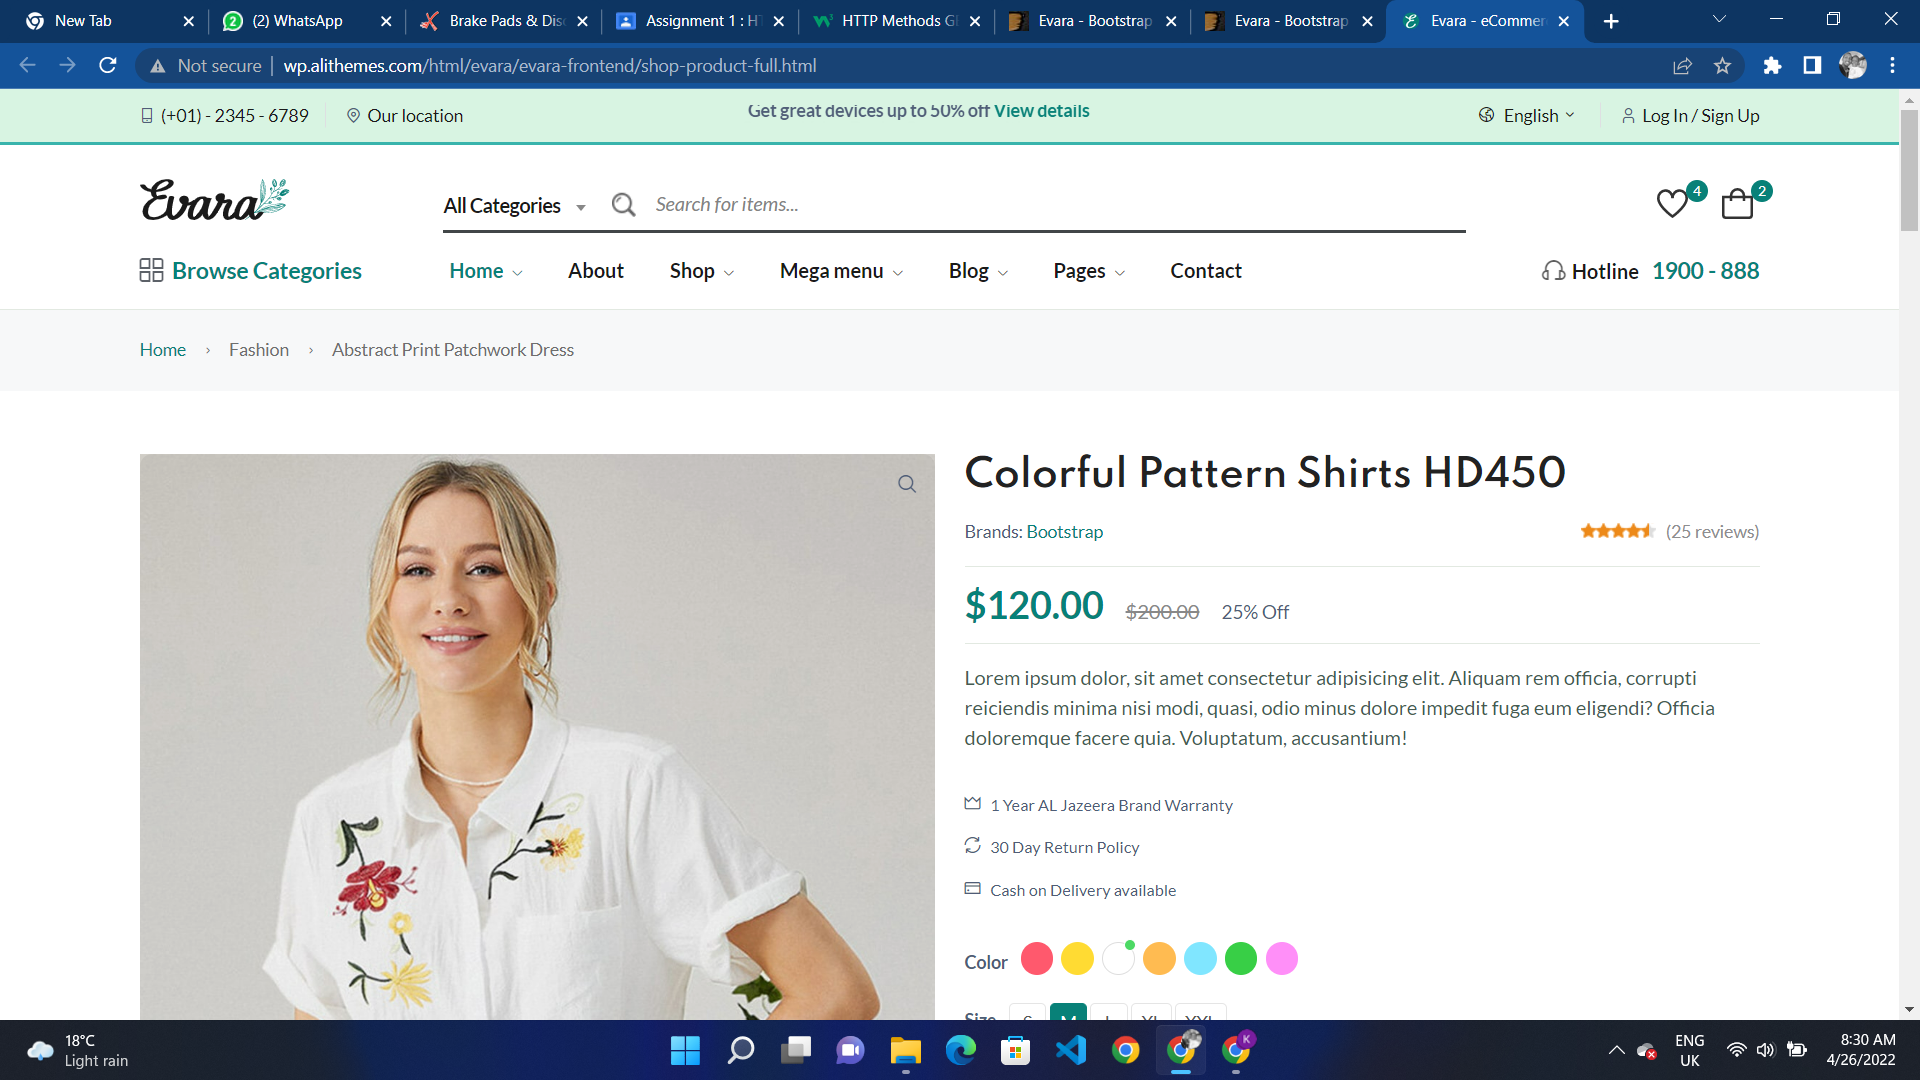 New Tab
(2) WhatsApp
Brake Pads & Disc
Assignment 1 : HT
HTTP Methods GE
Evara - Bootstrap
Evara - Bootstrap
Evara - eCommer
Not secure
wp.alithemes.com/html/evara/evara-frontend/shop-product-full.html
(+01) - 2345 - 6789
Our location
Get great devices up to 50% off View details
English
Log In / Sign Up
Evara
All Categories
Search for items...
4
2
Browse Categories
Home
About
Shop
Mega menu
Blog
Pages
Contact
Hotline 1900 - 888
Home › Fashion › Abstract Print Patchwork Dress
Colorful Pattern Shirts HD450
Brands: Bootstrap
(25 reviews)
$120.00 $200.00 25% Off
Lorem ipsum dolor, sit amet consectetur adipisicing elit. Aliquam rem officia, corrupti
reiciendis minima nisi modi, quasi, odio minus dolore impedit fuga eum eligendi? Officia
doloremque facere quia. Voluptatum, accusantium!
1 Year AL Jazeera Brand Warranty
30 Day Return Policy
Cash on Delivery available
Color
Size S M L XL XXL
18°C
Light rain
K
ENG
UK
8:30 AM
4/26/2022